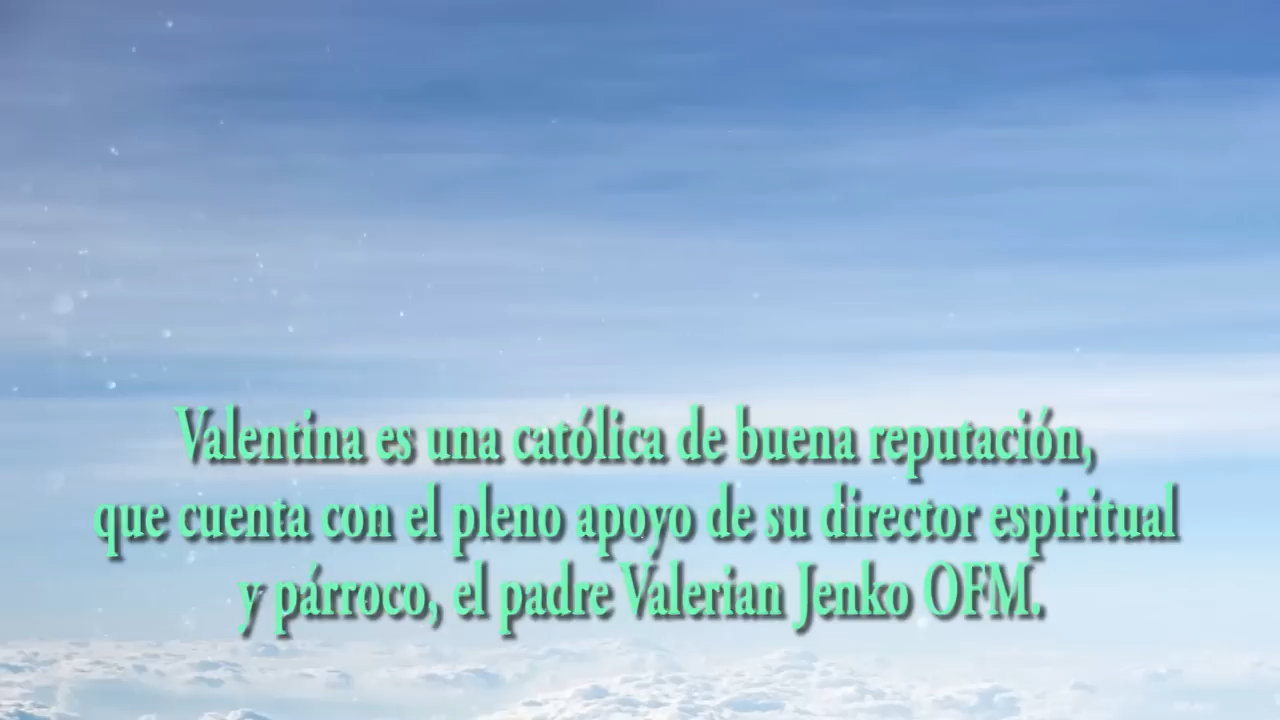 Valentina es una católica de buena reputación,
que cuenta con el pleno apoyo de su director espiritual
y párroco, el padre Valerian Jenko OFM.